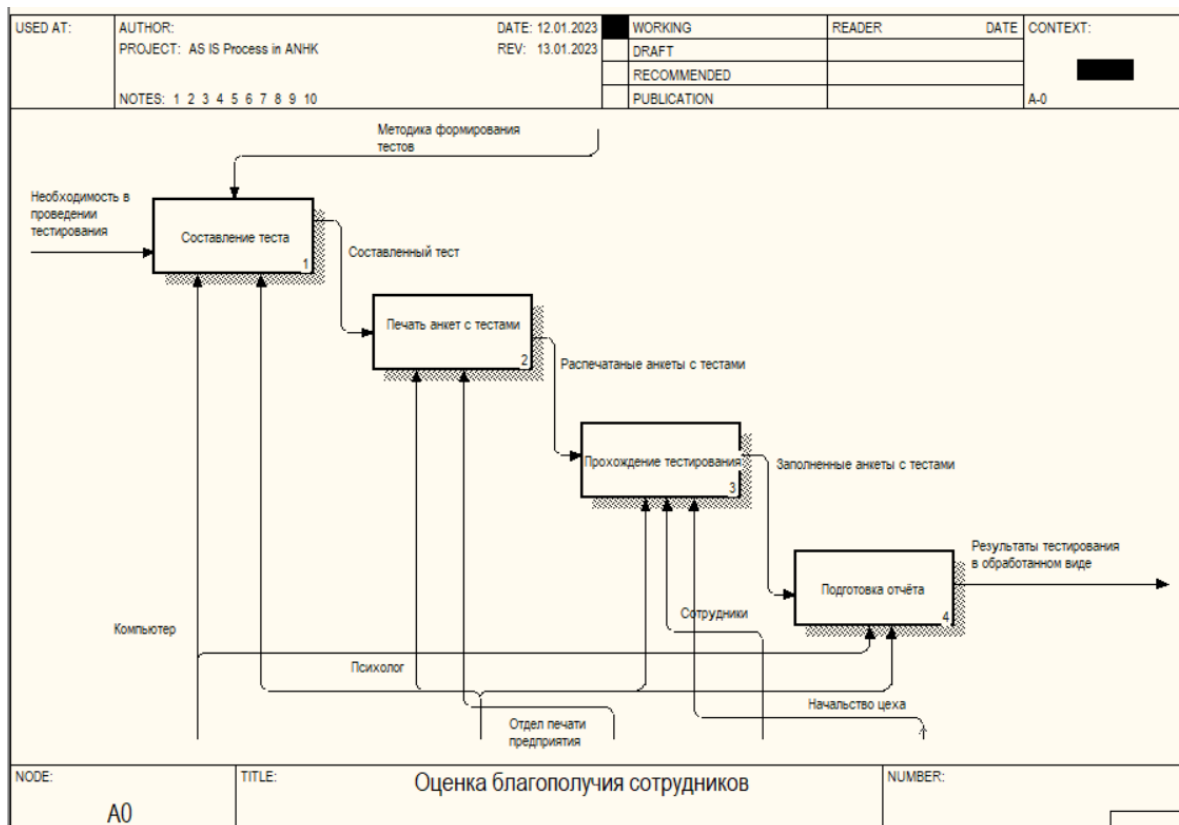 USED AT:
AUTHOR:
DATE: 12.01.2023
WORKING
READER
DATE
CONTEXT:
PROJECT: AS IS Process in ANHK
REV: 13.01.2023
DRAFT
RECOMMENDED
NOTES: 1 2 3 4 5 6 7 8 9 10
PUBLICATION
A-0
Методика формирования
тестов
Необходимость в
проведении
тестирования
Составление теста
1
Составленный тест
Печать анкет с тестами
2
Распечатаные анкеты с тестами
Прохождение тестирования
3
Заполненные анкеты с тестами
Результаты тестирования
в обработанном виде
Подготовка отчёта
4
Сотрудники
Компьютер
Психолог
Начальство цеха
Отдел печати
предприятия
NODE:
TITLE:
Оценка благополучия сотрудников
NUMBER:
A0